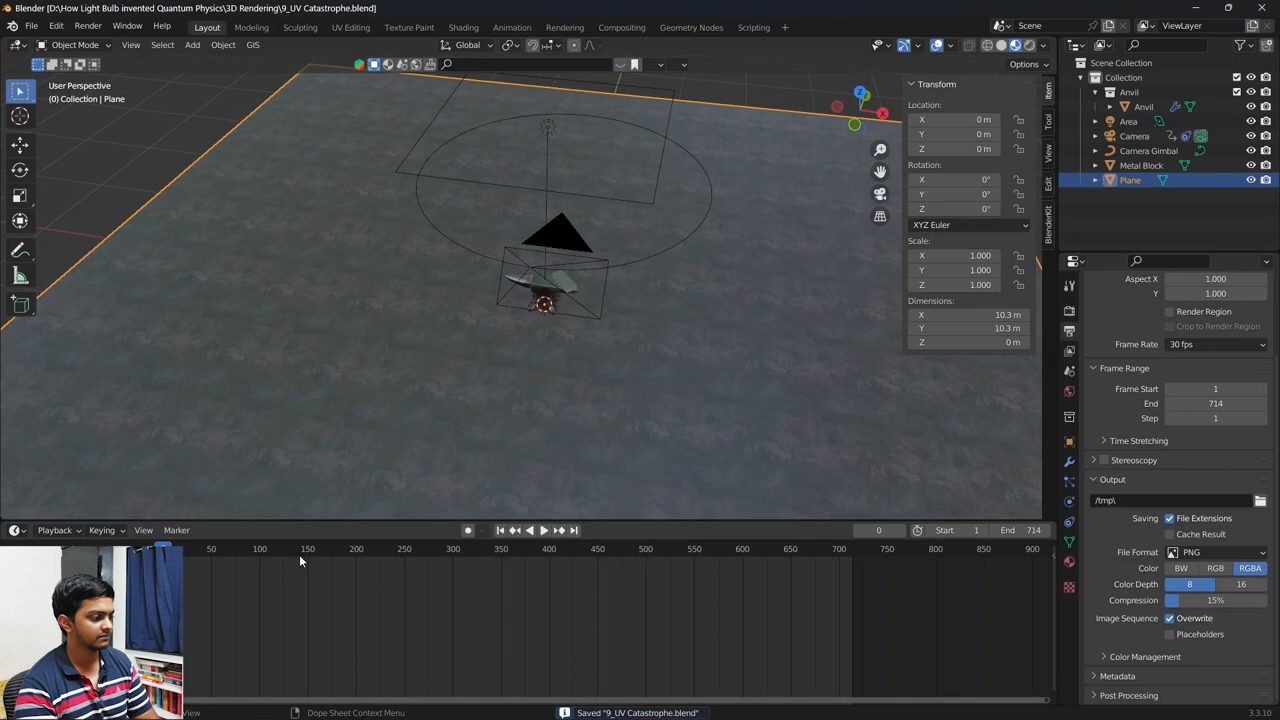 Blender [D:\How Light Bulb invented Quantum Physics\3D Rendering\9_UV Catastrophe.blend]
File Edit Render Window Help Layout Modeling Sculpting UV Editing Texture Paint Shading Animation Rendering Compositing Geometry Nodes Scripting + Scene ViewLayer
Object Mode View Select Add Object GIS Global
Options
User Perspective
(0) Collection | Plane
Transform
Location:
X 0 m
Y 0 m
Z 0 m
Rotation:
X 0°
Y 0°
Z 0°
XYZ Euler
Scale:
X 1.000
Y 1.000
Z 1.000
Dimensions:
X 10.3 m
Y 10.3 m
Z 0 m
Item
Tool
View
Edit
BlenderKit
Z
X
Scene Collection
Collection
Anvil
Anvil
Area
Camera
Camera Gimbal
Metal Block
Plane
Aspect X 1.000
Y 1.000
Render Region
Crop to Render Region
Frame Rate 30 fps
Frame Range
Frame Start 1
End 714
Step 1
Time Stretching
Stereoscopy
Output
/tmp\
Saving File Extensions
Cache Result
File Format PNG
Color BW RGB RGBA
Color Depth 8 16
Compression 15%
Image Sequence Overwrite
Placeholders
Color Management
Metadata
Post Processing
Playback Keying View Marker 0 Start 1 End 714
50 100 150 200 250 300 350 400 450 500 550 600 650 700 750 800 850 900
View Dope Sheet Context Menu Saved "9_UV Catastrophe.blend" 3.3.10